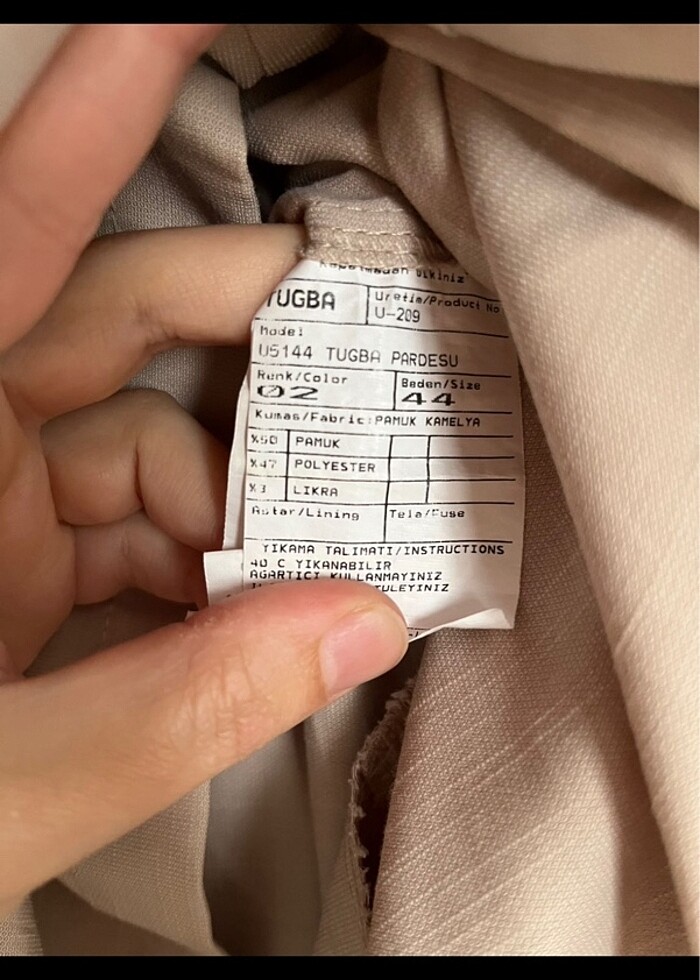 TUGBA
Uretim/Product No
U-209
Model
U5144 TUGBA PARDESU
Renk/Color
02
Beden/Size
44
Kumas/Fabric:PAMUK KAMELYA
%50 PAMUK
%47 POLYESTER
%3 LIKRA
Astar/Lining
Tela/Fuse
YIKAMA TALIMATI/INSTRUCTIONS
40 C YIKANABILIR
AGARTICI KULLANMAYINIZ